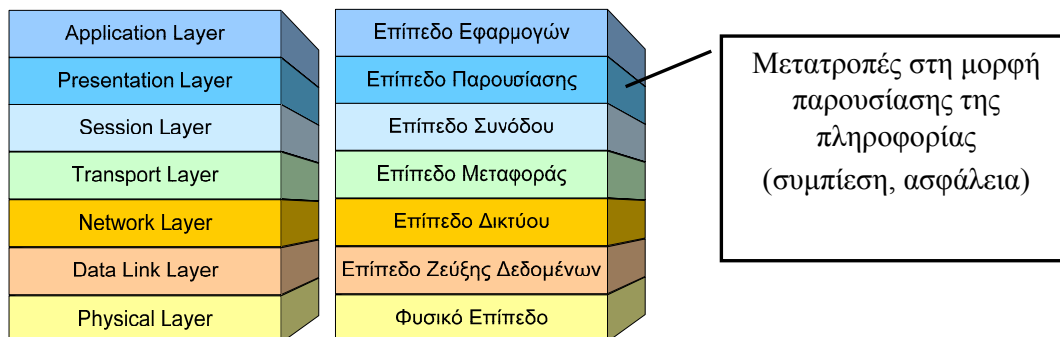 Application Layer
Presentation Layer
Session Layer
Transport Layer
Network Layer
Data Link Layer
Physical Layer
Επίπεδο Εφαρμογών
Επίπεδο Παρουσίασης
Επίπεδο Συνόδου
Επίπεδο Μεταφοράς
Επίπεδο Δικτύου
Επίπεδο Ζεύξης Δεδομένων
Φυσικό Επίπεδο
Μετατροπές στη μορφή
παρουσίασης της
πληροφορίας
(συμπίεση, ασφάλεια)